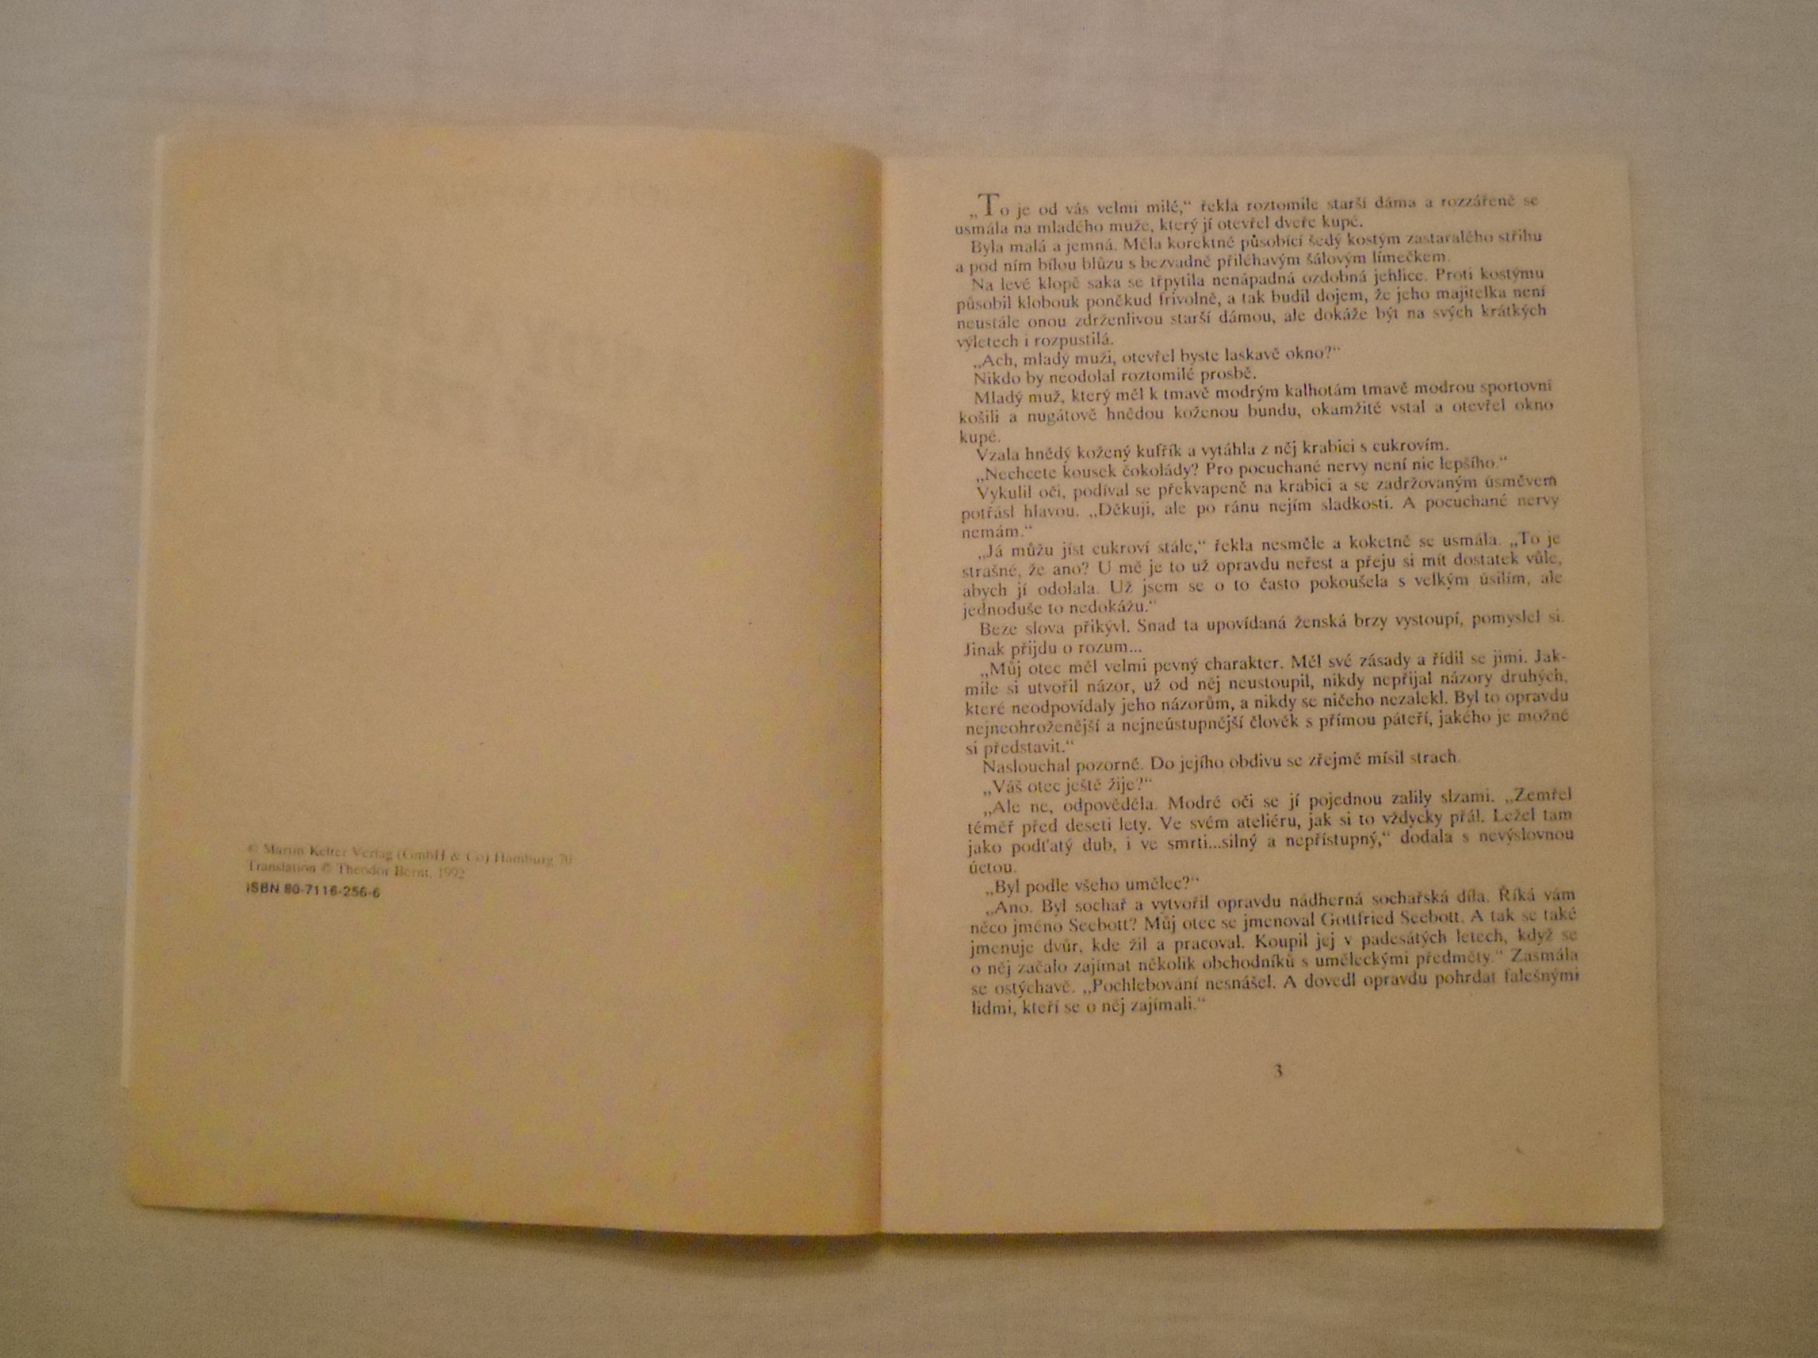 © Martin Kelter Verlag (GmbH & Co) Hamburg 70
Translation © Theodor Bernt, 1992
ISBN 80-7116-256-6
„To je od vás velmi milé,“ řekla roztomile starší dáma a rozzářeně se
usmála na mladého muže, který jí otevřel dveře kupé.
Byla malá a jemná. Měla korektně působící šedý kostým zastaralého střihu
a pod ním bílou blůzu s bezvadně přiléhavým šálovým límečkem.
Na levé klopě saka se třpytila nenápadná ozdobná jehlice. Proti kostýmu
působil klobouk poněkud frivolně, a tak budil dojem, že jeho majitelka není
neustále onou zdrženlivou starší dámou, ale dokáže být na svých krátkých
výletech i rozpustilá.
„Ach, mladý muži, otevřel byste laskavě okno?“
Nikdo by neodolal roztomilé prosbě.
Mladý muž, který měl k tmavě modrým kalhotám tmavě modrou sportovní
košili a nugátově hnědou koženou bundu, okamžitě vstal a otevřel okno
kupé.
Vzala hnědý kožený kufřík a vytáhla z něj krabici s cukrovím.
„Nechcete kousek čokolády? Pro pocuchané nervy není nic lepšího.“
Vykulil oči, podíval se překvapeně na krabici a se zadržovaným úsměvem
potřásl hlavou. „Děkuji, ale po ránu nejím sladkosti. A pocuchané nervy
nemám.“
„Já můžu jíst cukroví stále,“ řekla nesměle a koketně se usmála. „To je
strašné, že ano? U mě je to už opravdu neřest a přeju si mít dostatek vůle,
abych jí odolala. Už jsem se o to často pokoušela s velkým úsilím, ale
jednoduše to nedokážu.“
Beze slova přikývl. Snad ta upovídaná ženská brzy vystoupí, pomyslel si.
Jinak přijdu o rozum...
„Můj otec měl velmi pevný charakter. Měl své zásady a řídil se jimi. Jak-
mile si utvořil názor, už od něj neustoupil, nikdy nepřijal názory druhých,
které neodpovídaly jeho názorům, a nikdy se ničeho nezalekl. Byl to opravdu
nejneohroženější a nejneústupnější člověk s přímou páteří, jakého je možné
si představit.“
Naslouchal pozorně. Do jejího obdivu se zřejmě mísil strach.
„Váš otec ještě žije?“
„Ale ne, odpověděla. Modré oči se jí pojednou zalily slzami. „Zemřel
téměř před deseti lety. Ve svém ateliéru, jak si to vždycky přál. Ležel tam
jako podťatý dub, i ve smrti...silný a nepřístupný,“ dodala s nevýslovnou
úctou.
„Byl podle všeho umělec?“
„Ano. Byl sochař a vytvořil opravdu nádherná sochařská díla. Říká vám
něco jméno Seebott? Můj otec se jmenoval Gottfried Seebott. A tak se také
jmenuje dvůr, kde žil a pracoval. Koupil jej v padesátých letech, když se
o něj začalo zajímat několik obchodníků s uměleckými předměty.“ Zasmála
se ostýchavě. „Pochlebování nesnášel. A dovedl opravdu pohrdat falešnými
lidmi, kteří se o něj zajímali.“
3